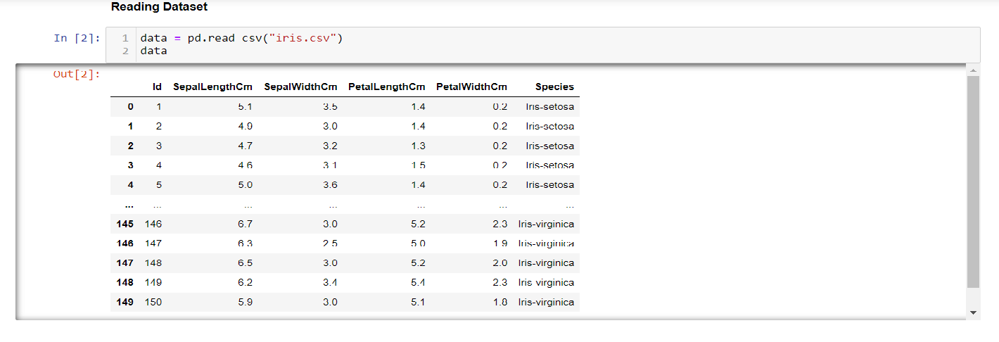 Reading Dataset
In [2]: 1 data = pd.read csv("iris.csv")
2 data
Out[2]:
Id SepalLengthCm SepalWidthCm PetalLengthCm PetalWidthCm Species
0 1 5.1 3.5 1.4 0.2 Iris-setosa
1 2 4.9 3.0 1.4 0.2 Iris-setosa
2 3 4.7 3.2 1.3 0.2 Iris-setosa
3 4 4.6 3.1 1.5 0.2 Iris-setosa
4 5 5.0 3.6 1.4 0.2 Iris-setosa
... ... ... ... ... ... ...
145 146 6.7 3.0 5.2 2.3 Iris-virginica
146 147 6.3 2.5 5.0 1.9 Iris-virginica
147 148 6.5 3.0 5.2 2.0 Iris-virginica
148 149 6.2 3.4 5.4 2.3 Iris-virginica
149 150 5.9 3.0 5.1 1.8 Iris-virginica